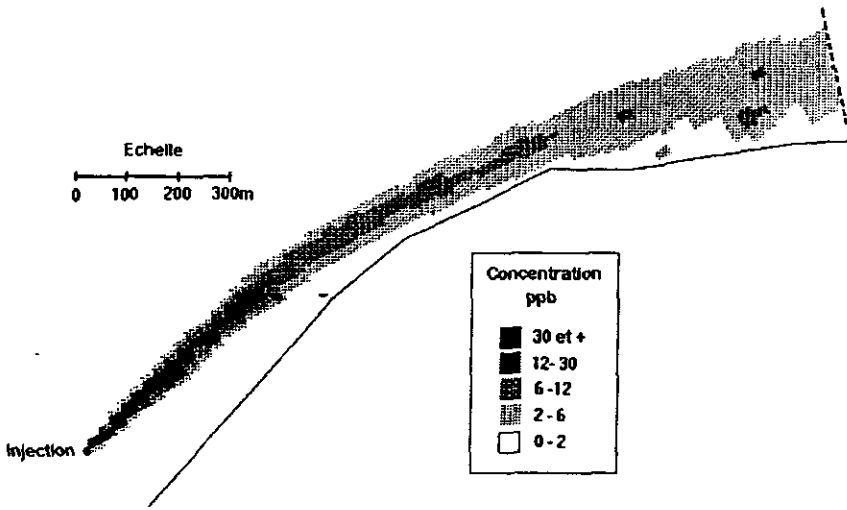 Echelle
0 100 200 300m
Concentration
ppb
30 et +
12-30
6-12
2-6
0-2
Injection